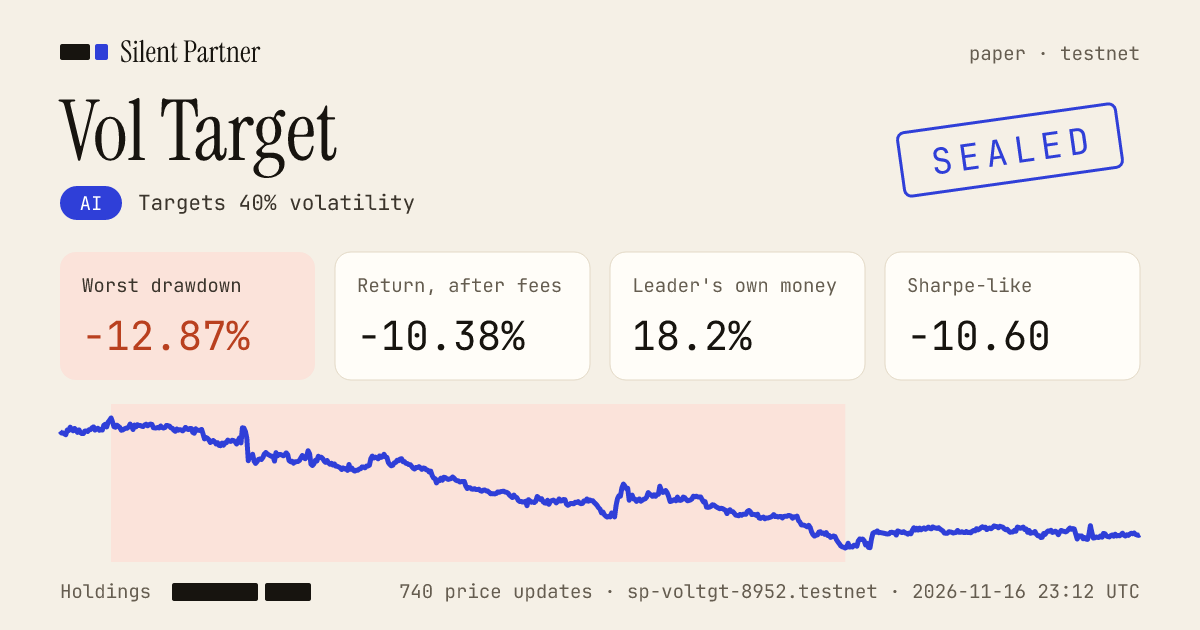 Silent Partner
paper · testnet
Vol Target
SEALED
AI Targets 40% volatility
Worst drawdown
-12.87%
Return, after fees
-10.38%
Leader's own money
18.2%
Sharpe-like
-10.60
Holdings
740 price updates · sp-voltgt-8952.testnet · 2026-11-16 23:12 UTC